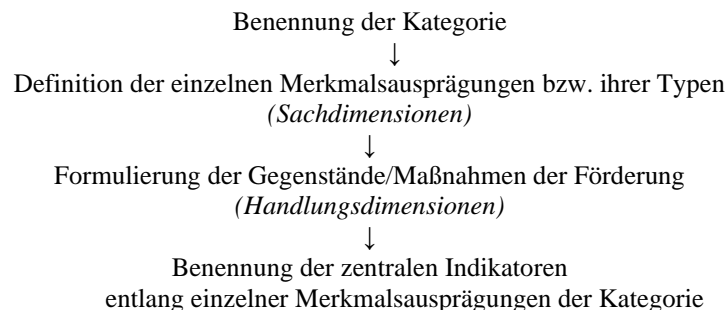 Benennung der Kategorie
↓
Definition der einzelnen Merkmalsausprägungen bzw. ihrer Typen
(Sachdimensionen)
↓
Formulierung der Gegenstände/Maßnahmen der Förderung
(Handlungsdimensionen)
↓
Benennung der zentralen Indikatoren
entlang einzelner Merkmalsausprägungen der Kategorie